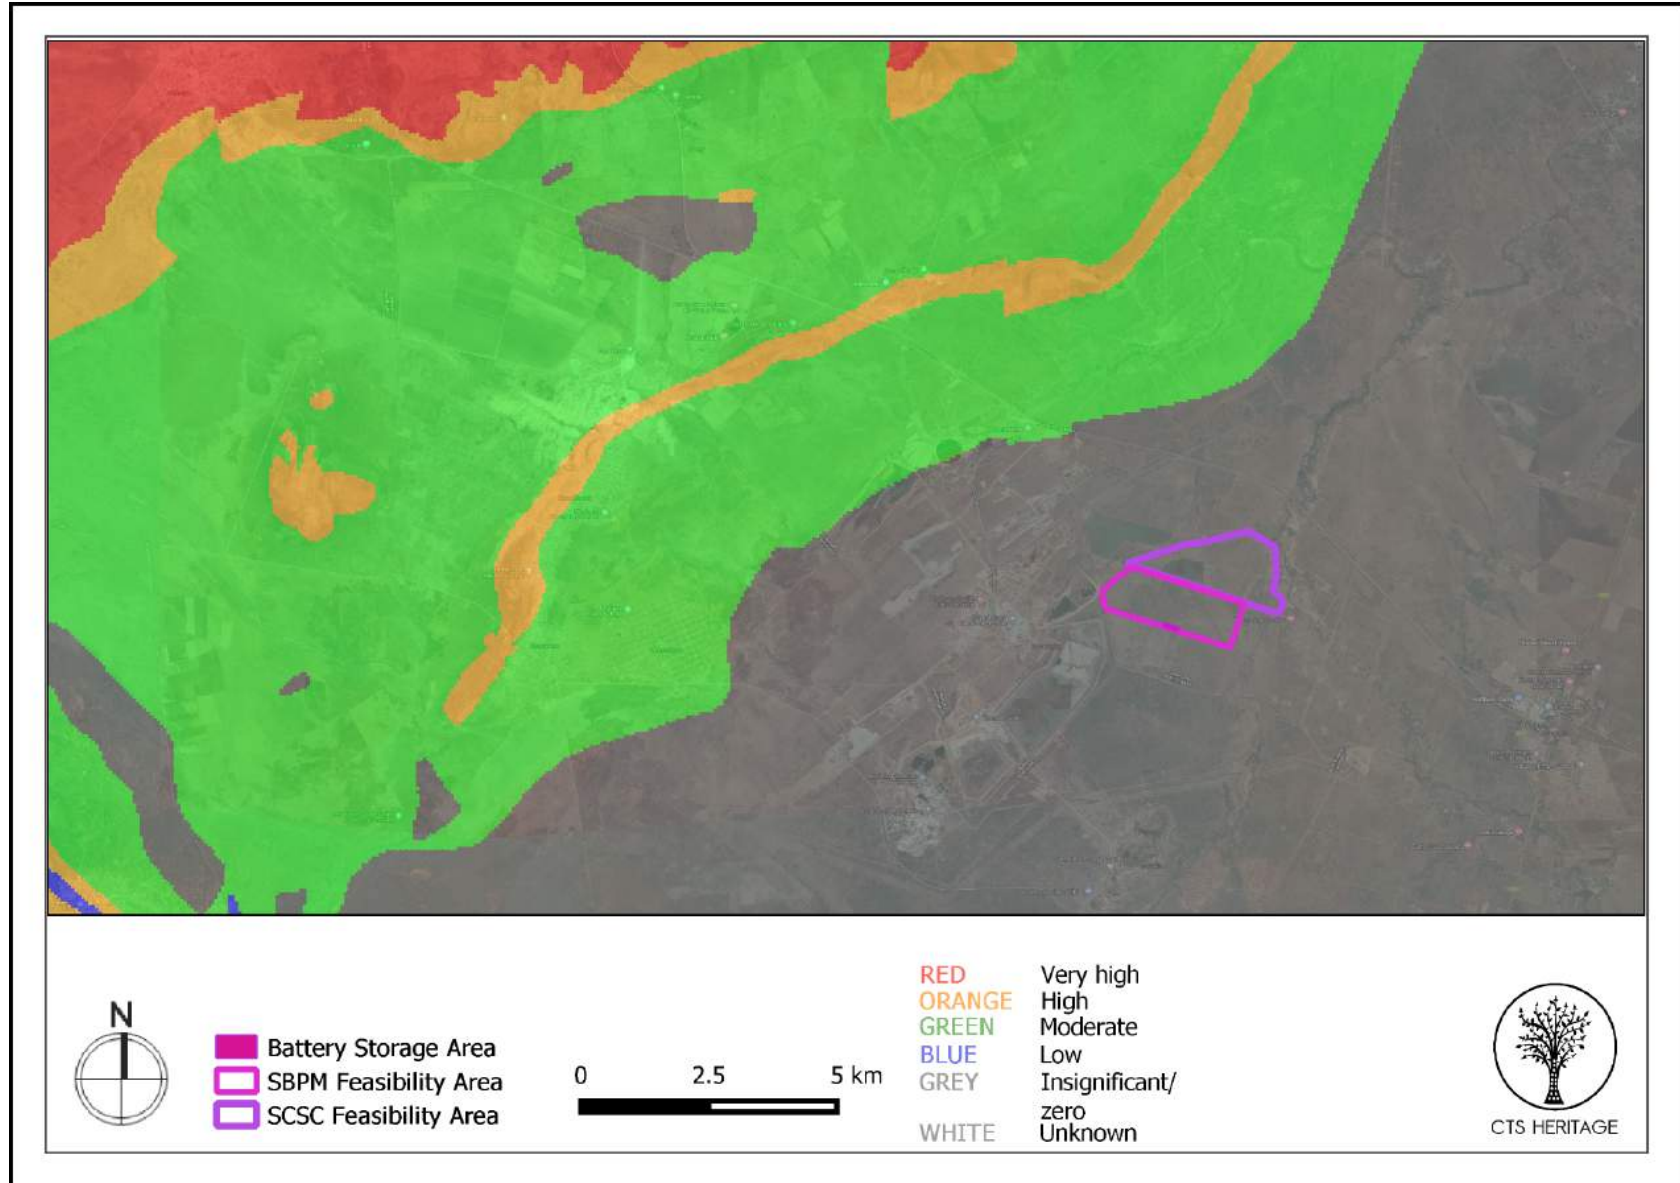 N
Battery Storage Area
SBPM Feasibility Area
SCSC Feasibility Area
0 2.5 5 km
RED Very high
ORANGE High
GREEN Moderate
BLUE Low
GREY Insignificant/
zero
WHITE Unknown
CTS HERITAGE